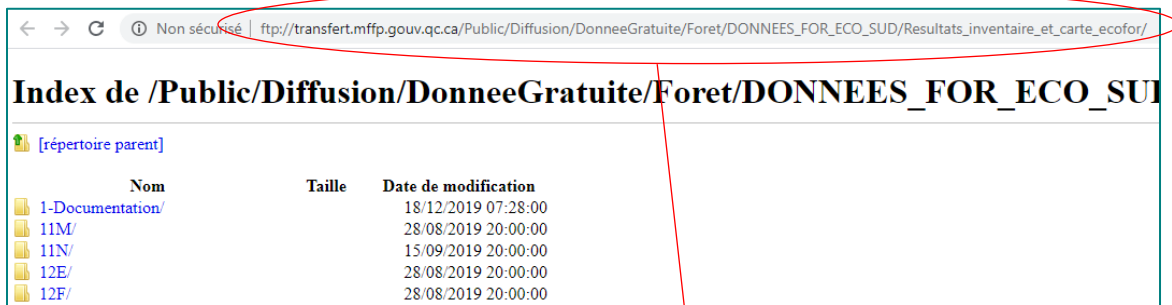 Non sécurisé | ftp://transfert.mffp.gouv.qc.ca/Public/Diffusion/DonneeGratuite/Foret/DONNEES_FOR_ECO_SUD/Resultats_inventaire_et_carte_ecofor/
Index de /Public/Diffusion/DonneeGratuite/Foret/DONNEES_FOR_ECO_SU
[répertoire parent]
Nom Taille Date de modification
1-Documentation/ 18/12/2019 07:28:00
11M/ 28/08/2019 20:00:00
11N/ 15/09/2019 20:00:00
12E/ 28/08/2019 20:00:00
12F/ 28/08/2019 20:00:00